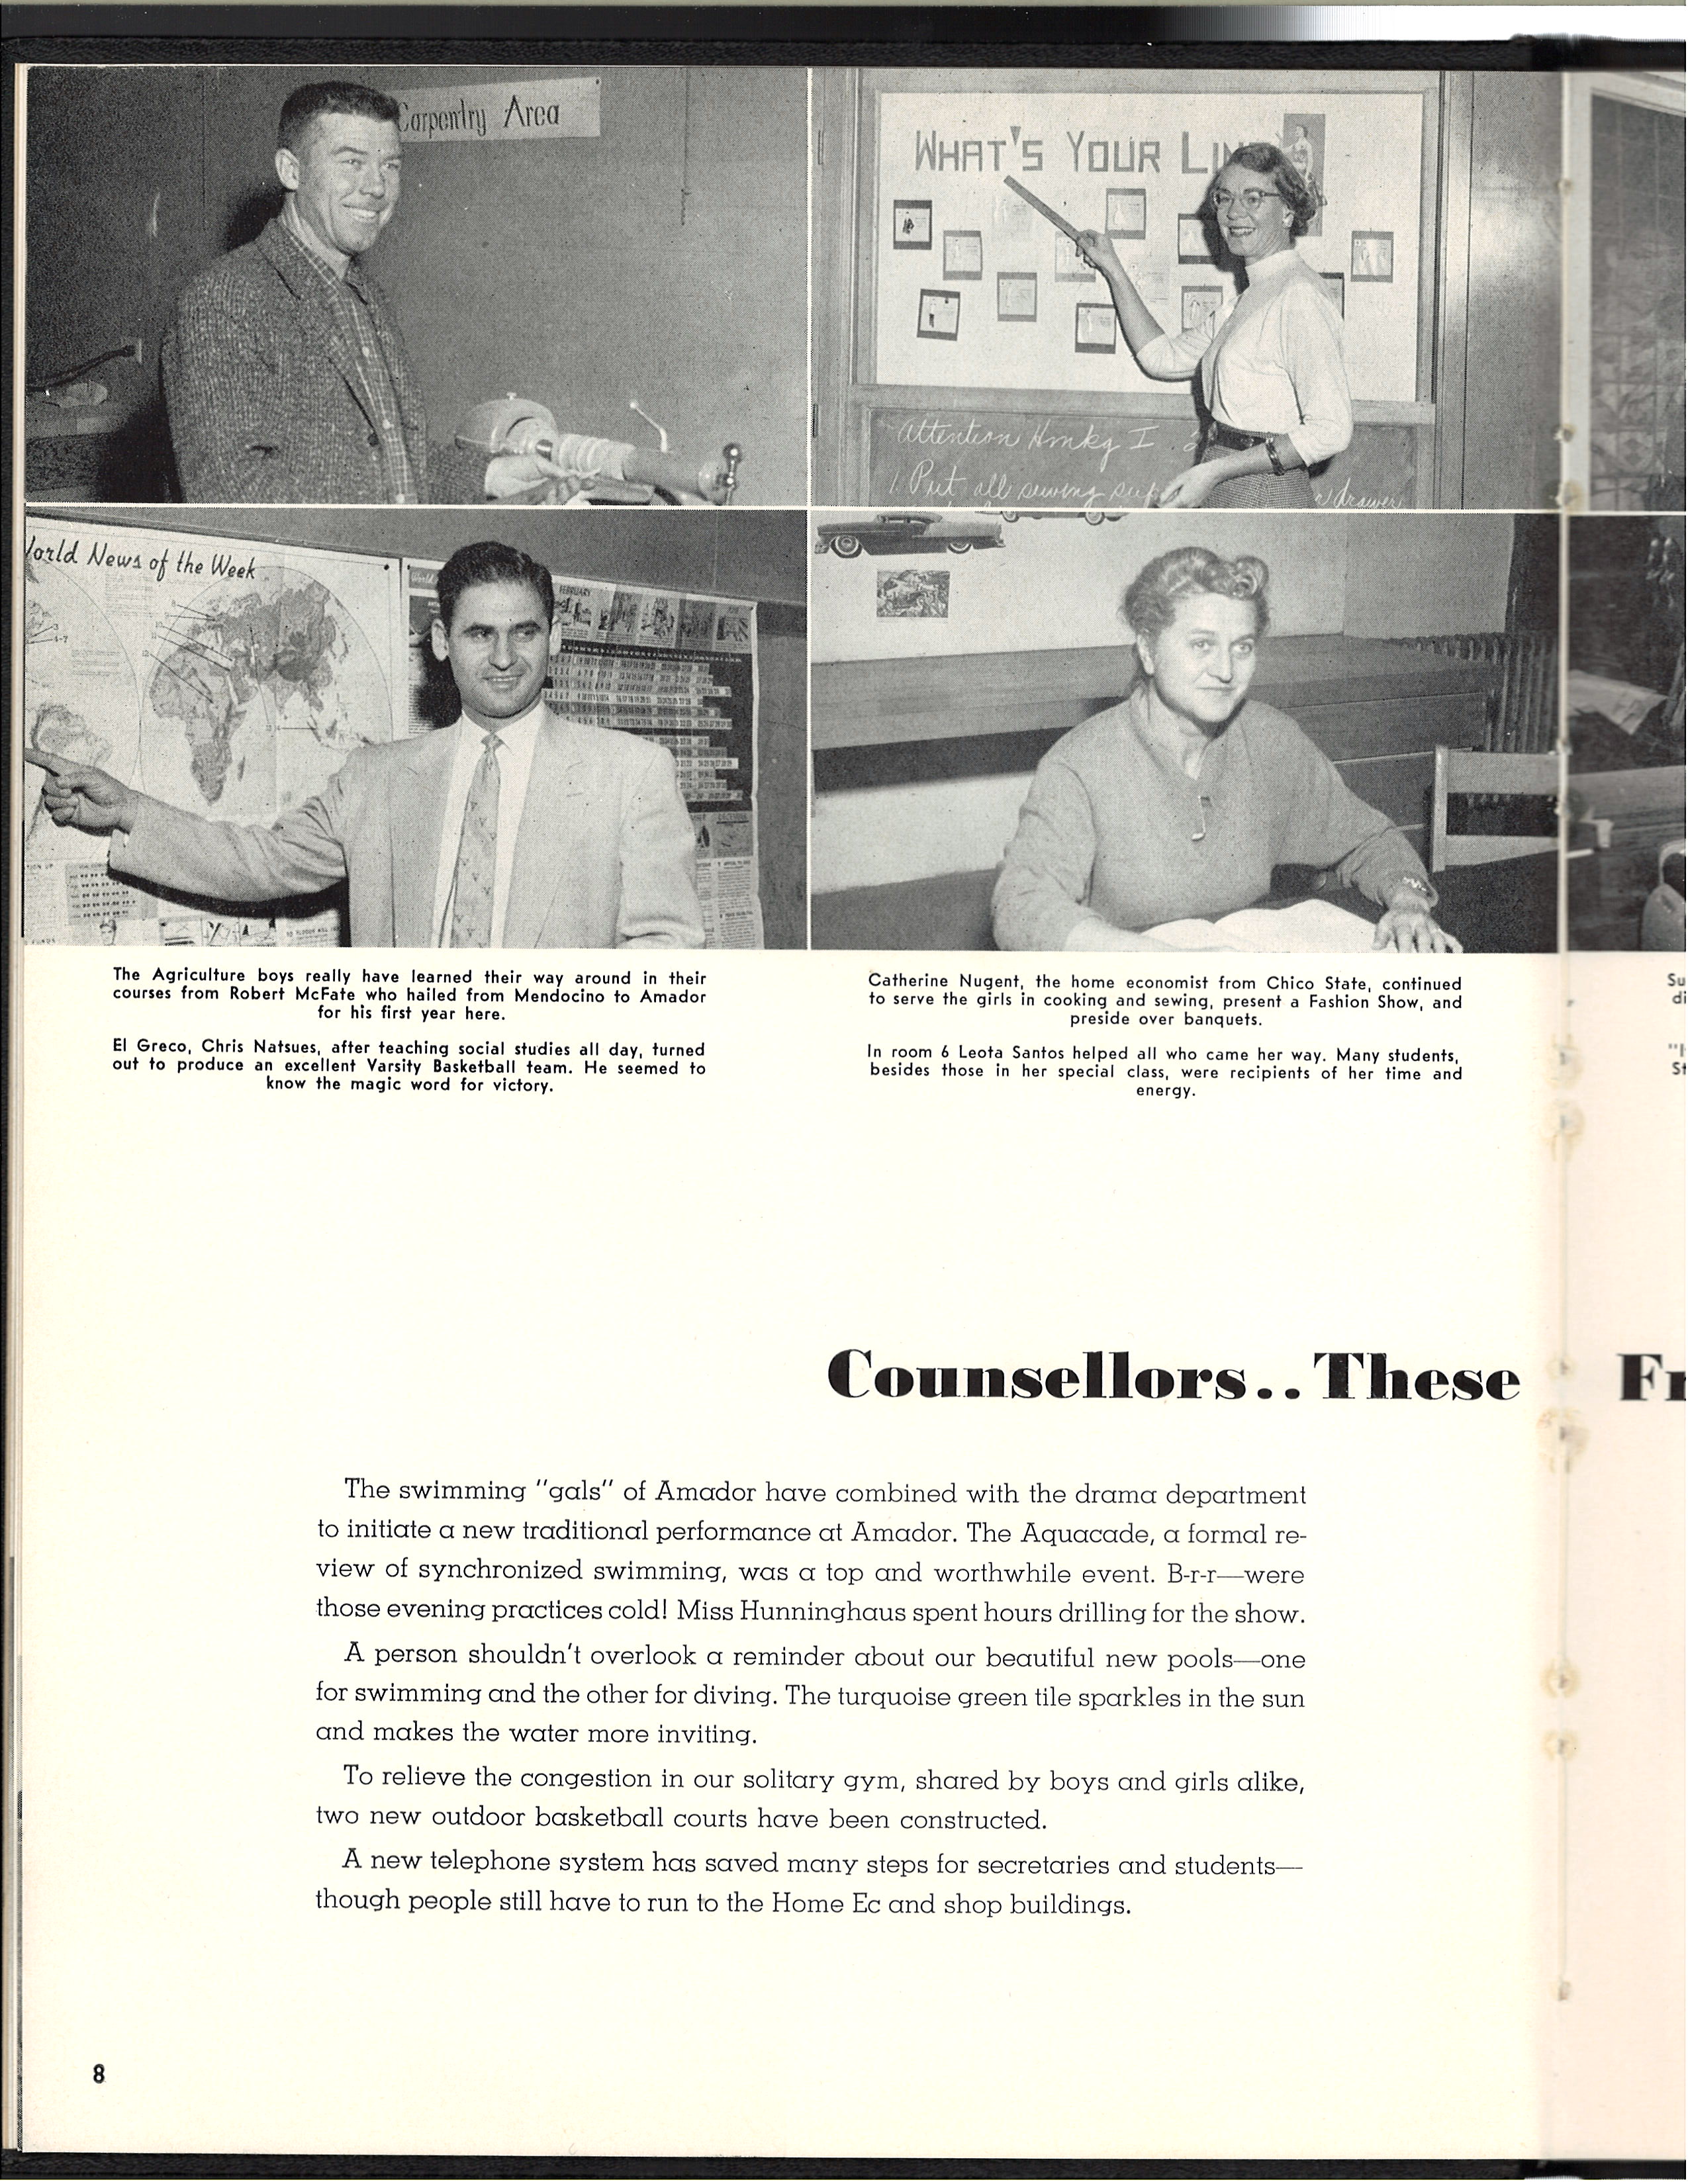 Carpentry Area
WHAT'S YOUR
Attention Hmkg I
1. Put all sewing
drawer
World News of the Week
FEBRUARY
The Agriculture boys really have learned their way around in their
courses from Robert McFate who hailed from Mendocino to Amador
for his first year here.
El Greco, Chris Natsues, after teaching social studies all day, turned
out to produce an excellent Varsity Basketball team. He seemed to
know the magic word for victory.
Catherine Nugent, the home economist from Chico State, continued
to serve the girls in cooking and sewing, present a Fashion Show, and
preside over banquets.
In room 6 Leota Santos helped all who came her way. Many students,
besides those in her special class, were recipients of her time and
energy.
Su
di
"I
St
Counsellors.. These Fr
The swimming "gals" of Amador have combined with the drama department
to initiate a new traditional performance at Amador. The Aquacade, a formal re-
view of synchronized swimming, was a top and worthwhile event. B-r-r—were
those evening practices cold! Miss Hunninghaus spent hours drilling for the show.
A person shouldn't overlook a reminder about our beautiful new pools—one
for swimming and the other for diving. The turquoise green tile sparkles in the sun
and makes the water more inviting.
To relieve the congestion in our solitary gym, shared by boys and girls alike,
two new outdoor basketball courts have been constructed.
A new telephone system has saved many steps for secretaries and students—
though people still have to run to the Home Ec and shop buildings.
8